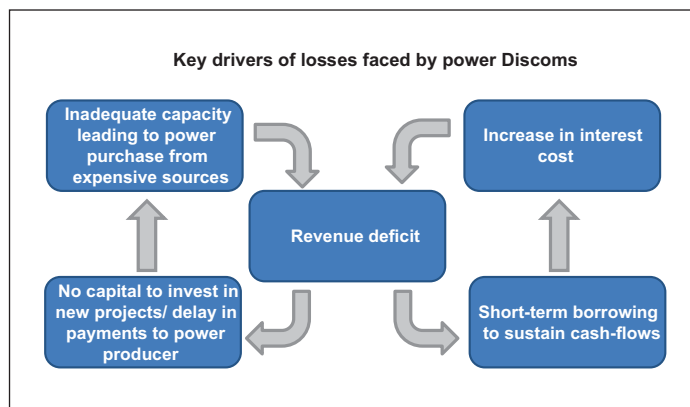 Key drivers of losses faced by power Discoms
Inadequate capacity
leading to power
purchase from
expensive sources
Increase in interest
cost
Revenue deficit
No capital to invest in
new projects/ delay in
payments to power
producer
Short-term borrowing
to sustain cash-flows